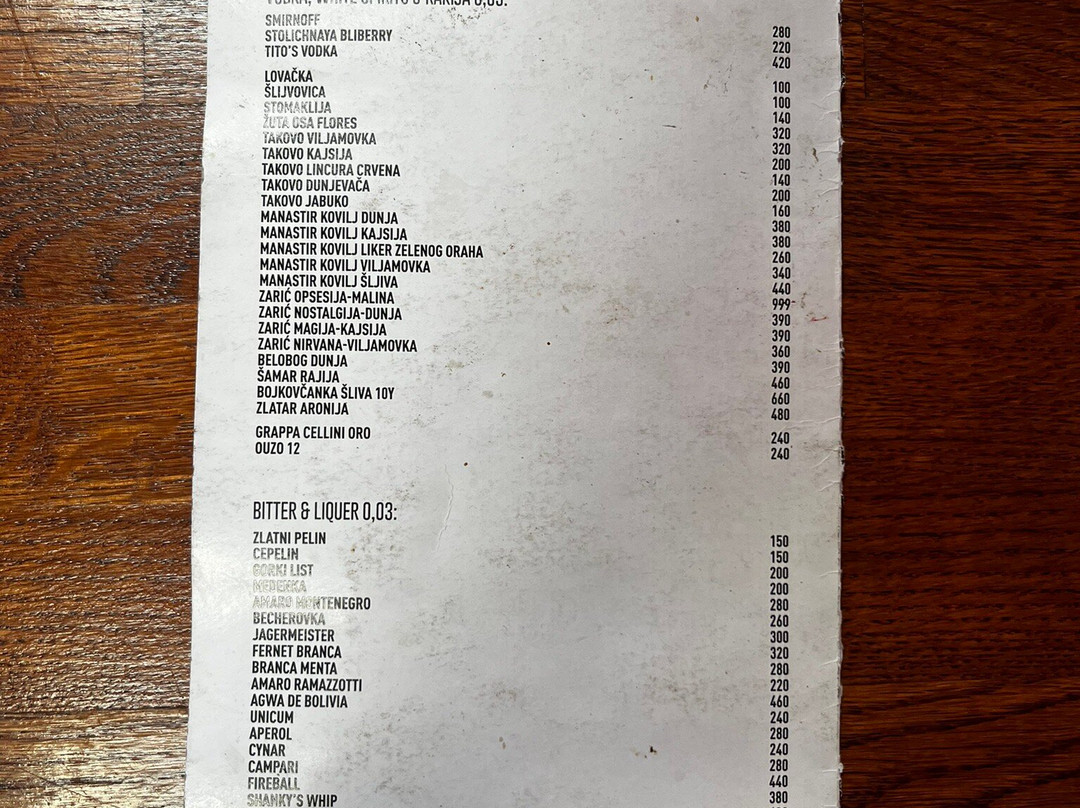 SMIRNOFF 280
STOLICHNAYA BLIBERRY 220
TITO'S VODKA 420
LOVAČKA 100
ŠLIJVOVICA 100
STOMAKLIJA 140
ŽUTA OSA FLORES 320
TAKOVO VILJAMOVKA 320
TAKOVO KAJSIJA 200
TAKOVO LINCURA CRVENA 140
TAKOVO DUNJEVAČA 200
TAKOVO JABUKO 160
MANASTIR KOVILJ DUNJA 380
MANASTIR KOVILJ KAJSIJA 380
MANASTIR KOVILJ LIKER ZELENOG ORAHA 260
MANASTIR KOVILJ VILJAMOVKA 340
MANASTIR KOVILJ ŠLJIVA 440
ZARIĆ OPSESIJA-MALINA 999
ZARIĆ NOSTALGIJA-DUNJA 390
ZARIĆ MAGIJA-KAJSIJA 390
ZARIĆ NIRVANA-VILJAMOVKA 360
BELOBOG DUNJA 390
ŠAMAR RAJIJA 460
BOJKOVČANKA ŠLIVA 10Y 660
ZLATAR ARONIJA 480
GRAPPA CELLINI ORO 240
OUZO 12 240
BITTER & LIQUER 0,03:
ZLATNI PELIN 150
CEPELIN 150
GORKI LIST 200
MEDENKA 200
AMARO MONTENEGRO 280
BECHEROVKA 260
JAGERMEISTER 300
FERNET BRANCA 320
BRANCA MENTA 280
AMARO RAMAZZOTTI 220
AGWA DE BOLIVIA 460
UNICUM 240
APEROL 280
CYNAR 240
CAMPARI 280
FIREBALL 440
SHANKY'S WHIP 380